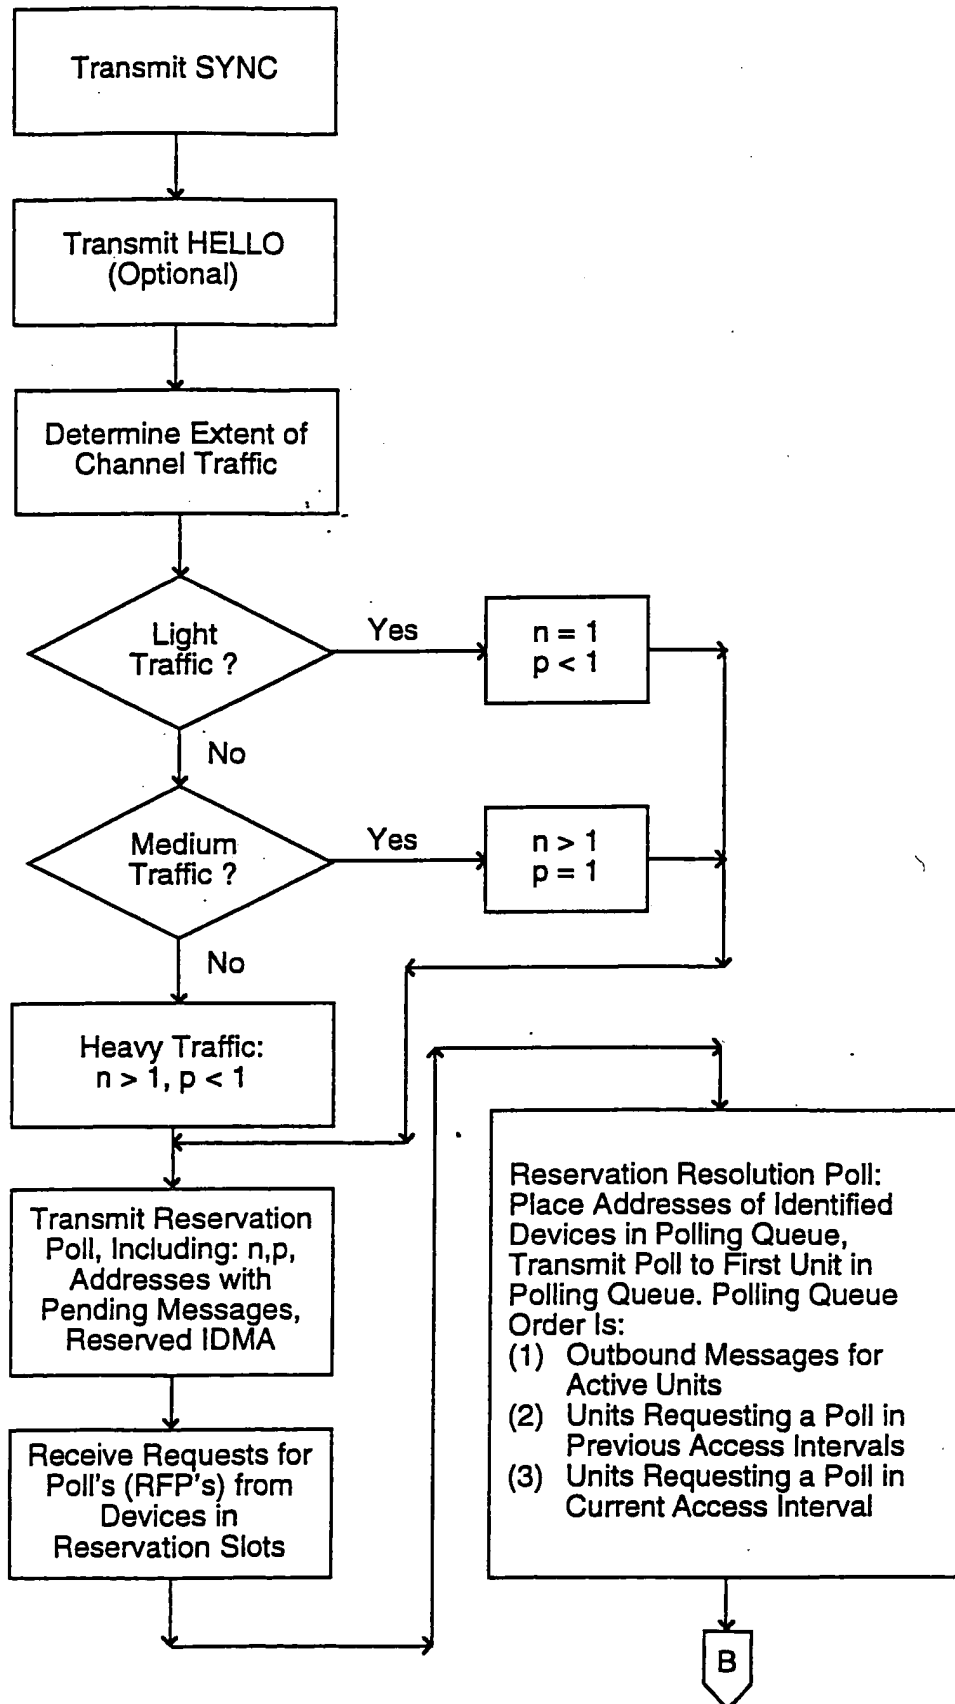 Transmit SYNC
Transmit HELLO
(Optional)
Determine Extent of
Channel Traffic
Light
Traffic ?
Yes
n = 1
p < 1
No
Medium
Traffic ?
Yes
n > 1
p = 1
No
Heavy Traffic:
n > 1, p < 1
Transmit Reservation
Poll, Including: n,p,
Addresses with
Pending Messages,
Reserved IDMA
Receive Requests for
Poll's (RFP's) from
Devices in
Reservation Slots
Reservation Resolution Poll:
Place Addresses of Identified
Devices in Polling Queue,
Transmit Poll to First Unit in
Polling Queue. Polling Queue
Order Is:
(1) Outbound Messages for
Active Units
(2) Units Requesting a Poll in
Previous Access Intervals
(3) Units Requesting a Poll in
Current Access Interval
B